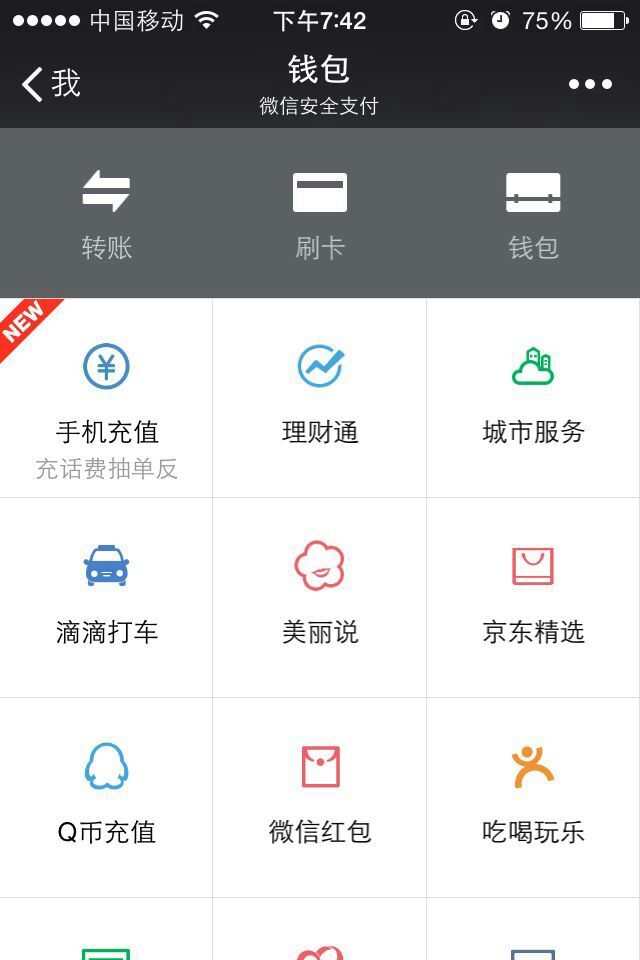 中国移动 下午7:42 75%
我 钱包
微信安全支付
转账 刷卡 钱包
NEW
手机充值 理财通 城市服务
充话费抽单反
滴滴打车 美丽说 京东精选
Q币充值 微信红包 吃喝玩乐